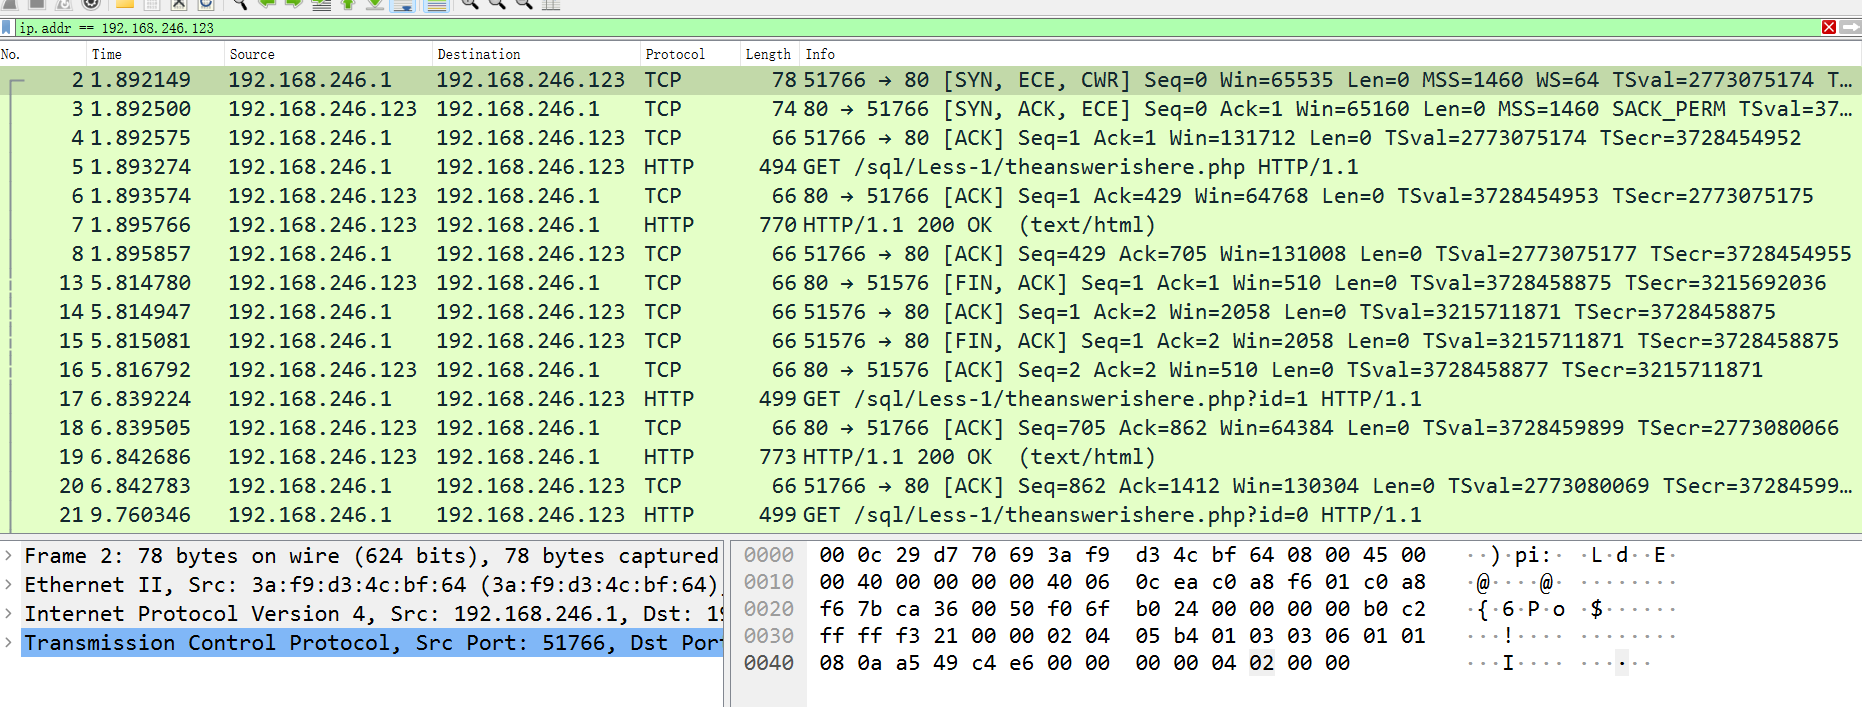 ip.addr == 192.168.246.123
No. Time Source Destination Protocol Length Info
2 1.892149 192.168.246.1 192.168.246.123 TCP 78 51766 → 80 [SYN, ECE, CWR] Seq=0 Win=65535 Len=0 MSS=1460 WS=64 TSval=2773075174 T…
3 1.892500 192.168.246.123 192.168.246.1 TCP 74 80 → 51766 [SYN, ACK, ECE] Seq=0 Ack=1 Win=65160 Len=0 MSS=1460 SACK_PERM TSval=37…
4 1.892575 192.168.246.1 192.168.246.123 TCP 66 51766 → 80 [ACK] Seq=1 Ack=1 Win=131712 Len=0 TSval=2773075174 TSecr=3728454952
5 1.893274 192.168.246.1 192.168.246.123 HTTP 494 GET /sql/Less-1/theanswerishere.php HTTP/1.1
6 1.893574 192.168.246.123 192.168.246.1 TCP 66 80 → 51766 [ACK] Seq=1 Ack=429 Win=64768 Len=0 TSval=3728454953 TSecr=2773075175
7 1.895766 192.168.246.123 192.168.246.1 HTTP 770 HTTP/1.1 200 OK (text/html)
8 1.895857 192.168.246.1 192.168.246.123 TCP 66 51766 → 80 [ACK] Seq=429 Ack=705 Win=131008 Len=0 TSval=2773075177 TSecr=3728454955
13 5.814780 192.168.246.123 192.168.246.1 TCP 66 80 → 51576 [FIN, ACK] Seq=1 Ack=1 Win=510 Len=0 TSval=3728458875 TSecr=3215692036
14 5.814947 192.168.246.1 192.168.246.123 TCP 66 51576 → 80 [ACK] Seq=1 Ack=2 Win=2058 Len=0 TSval=3215711871 TSecr=3728458875
15 5.815081 192.168.246.1 192.168.246.123 TCP 66 51576 → 80 [FIN, ACK] Seq=1 Ack=2 Win=2058 Len=0 TSval=3215711871 TSecr=3728458875
16 5.816792 192.168.246.123 192.168.246.1 TCP 66 80 → 51576 [ACK] Seq=2 Ack=2 Win=510 Len=0 TSval=3728458877 TSecr=3215711871
17 6.839224 192.168.246.1 192.168.246.123 HTTP 499 GET /sql/Less-1/theanswerishere.php?id=1 HTTP/1.1
18 6.839505 192.168.246.123 192.168.246.1 TCP 66 80 → 51766 [ACK] Seq=705 Ack=862 Win=64384 Len=0 TSval=3728459899 TSecr=2773080066
19 6.842686 192.168.246.123 192.168.246.1 HTTP 773 HTTP/1.1 200 OK (text/html)
20 6.842783 192.168.246.1 192.168.246.123 TCP 66 51766 → 80 [ACK] Seq=862 Ack=1412 Win=130304 Len=0 TSval=2773080069 TSecr=37284599…
21 9.760346 192.168.246.1 192.168.246.123 HTTP 499 GET /sql/Less-1/theanswerishere.php?id=0 HTTP/1.1
Frame 2: 78 bytes on wire (624 bits), 78 bytes captured
Ethernet II, Src: 3a:f9:d3:4c:bf:64 (3a:f9:d3:4c:bf:64),
Internet Protocol Version 4, Src: 192.168.246.1, Dst: 19
Transmission Control Protocol, Src Port: 51766, Dst Por
0000 00 0c 29 d7 70 69 3a f9 d3 4c bf 64 08 00 45 00 ··)·pi:· ·L·d··E·
0010 00 40 00 00 00 00 40 06 0c ea c0 a8 f6 01 c0 a8 ·@····@· ········
0020 f6 7b ca 36 00 50 f0 6f b0 24 00 00 00 00 b0 c2 ·{·6·P·o ·$······
0030 ff ff f3 21 00 00 02 04 05 b4 01 03 03 06 01 01 ···!···· ········
0040 08 0a a5 49 c4 e6 00 00 00 00 04 02 00 00 ···I···· ······